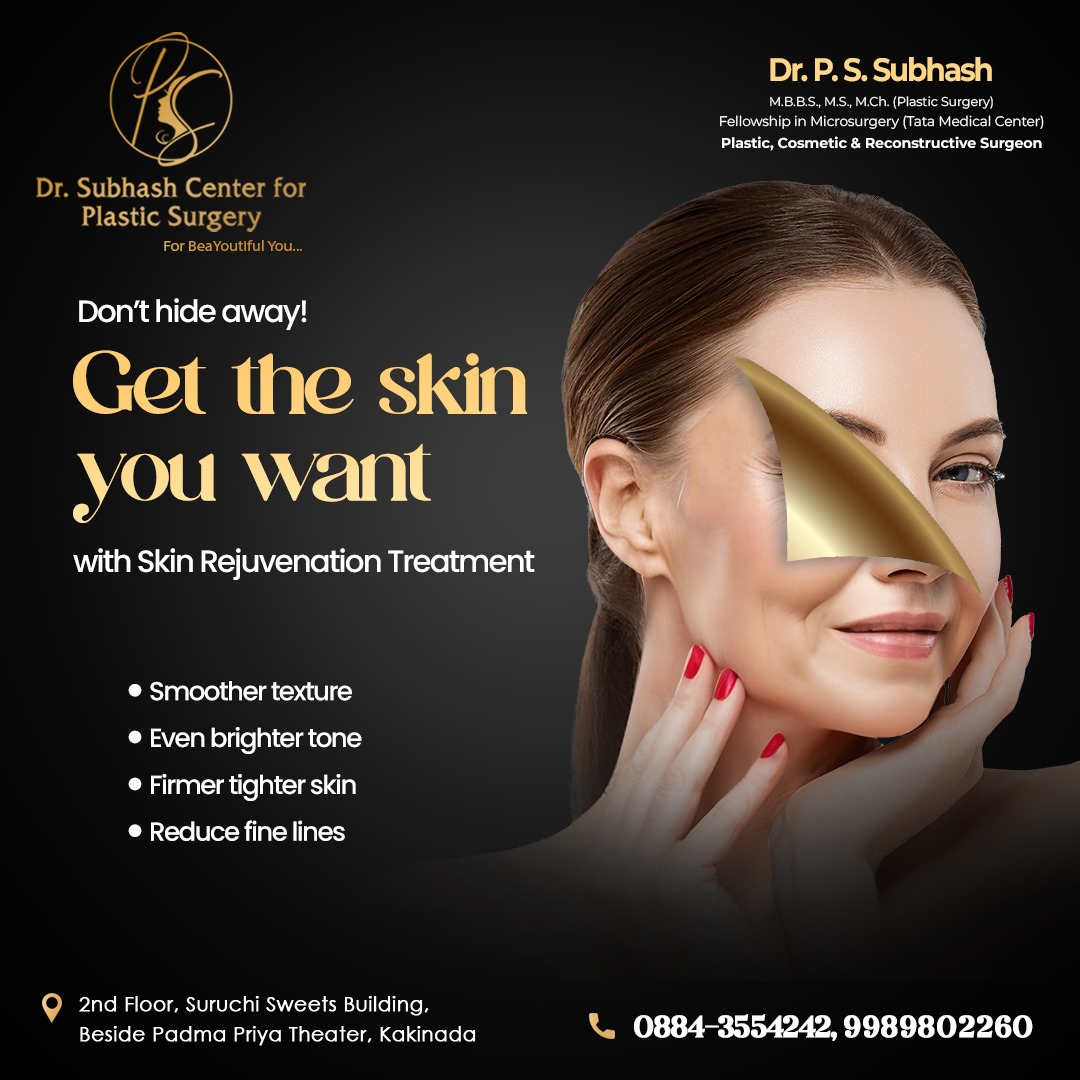 PS
Dr. Subhash Center for
Plastic Surgery
For BeaYoutiful You...
Dr. P. S. Subhash
M.B.B.S., M.S., M.Ch. (Plastic Surgery)
Fellowship in Microsurgery (Tata Medical Center)
Plastic, Cosmetic & Reconstructive Surgeon
Don't hide away!
Get the skin
you want
with Skin Rejuvenation Treatment
• Smoother texture
• Even brighter tone
• Firmer tighter skin
• Reduce fine lines
2nd Floor, Suruchi Sweets Building,
Beside Padma Priya Theater, Kakinada
0884-3554242, 9989802260